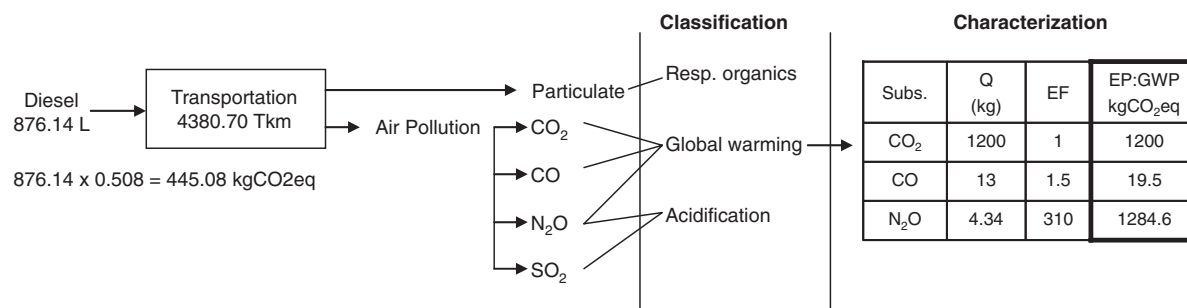 Classification
Characterization
Diesel
876.14 L
Transportation
4380.70 Tkm
876.14 x 0.508 = 445.08 kgCO2eq
Air Pollution
Particulate
CO₂
CO
N₂O
SO₂
Resp. organics
Global warming
Acidification
Subs. Q (kg) EF EP:GWP kgCO₂eq
CO₂ 1200 1 1200
CO 13 1.5 19.5
N₂O 4.34 310 1284.6